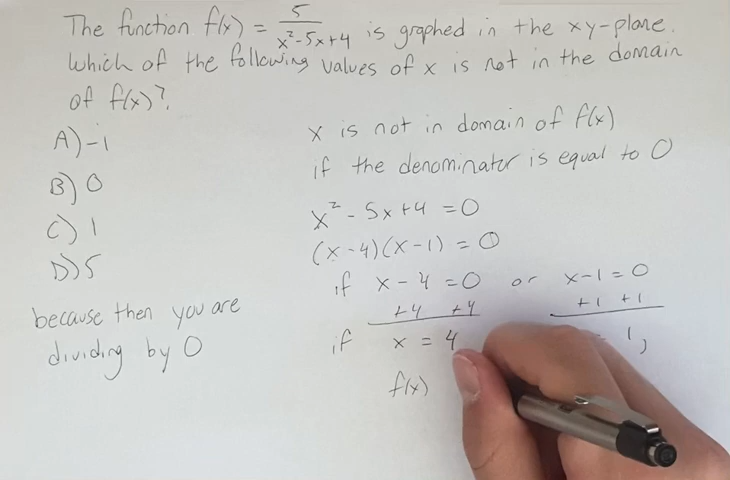 The function f(x) = 5/(x²-5x+4) is graphed in the xy-plane.
Which of the following values of x is not in the domain
of f(x)?
A) -1
B) 0
C) 1
D) 5
because then you are
dividing by 0
x is not in domain of f(x)
if the denominator is equal to 0
x² - 5x+4 = 0
(x-4)(x-1) = 0
if x - 4 = 0 or x-1 = 0
+4 +4 +1 +1
if x = 4 = 1,
f(x)